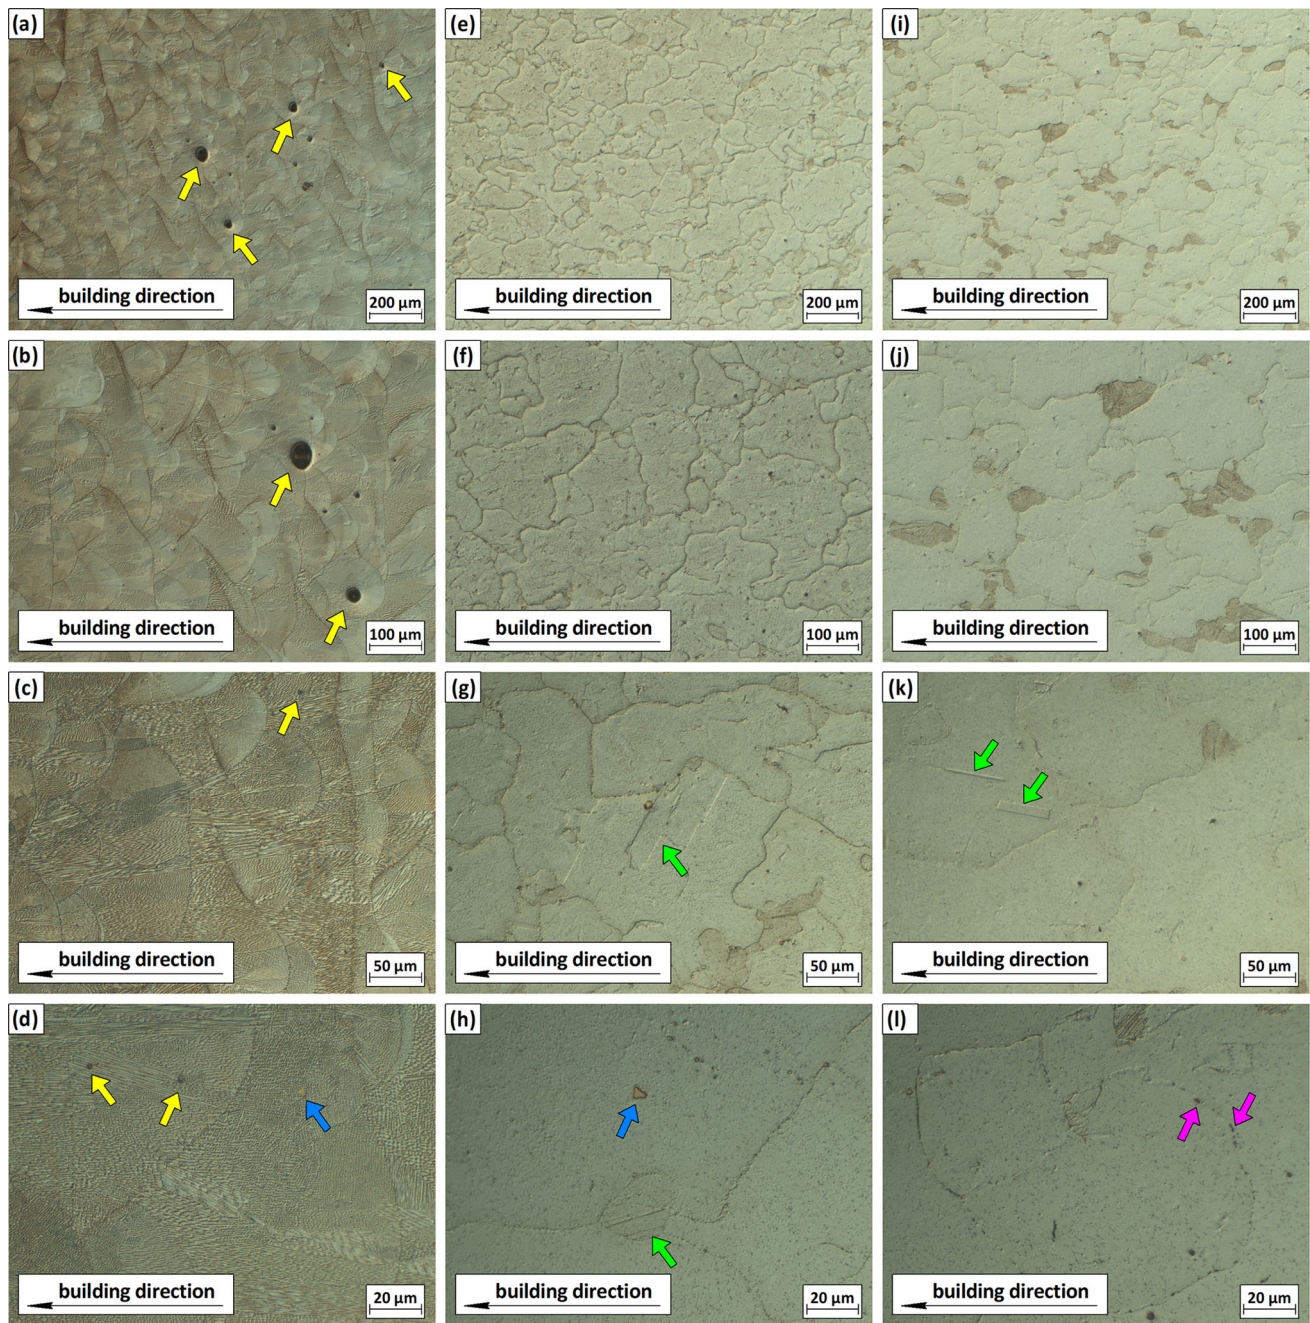 (a)
(e)
(i)
building direction
200 µm
building direction
200 µm
building direction
200 µm
(b)
(f)
(j)
building direction
100 µm
building direction
100 µm
building direction
100 µm
(c)
(g)
(k)
building direction
50 µm
building direction
50 µm
building direction
50 µm
(d)
(h)
(l)
building direction
20 µm
building direction
20 µm
building direction
20 µm